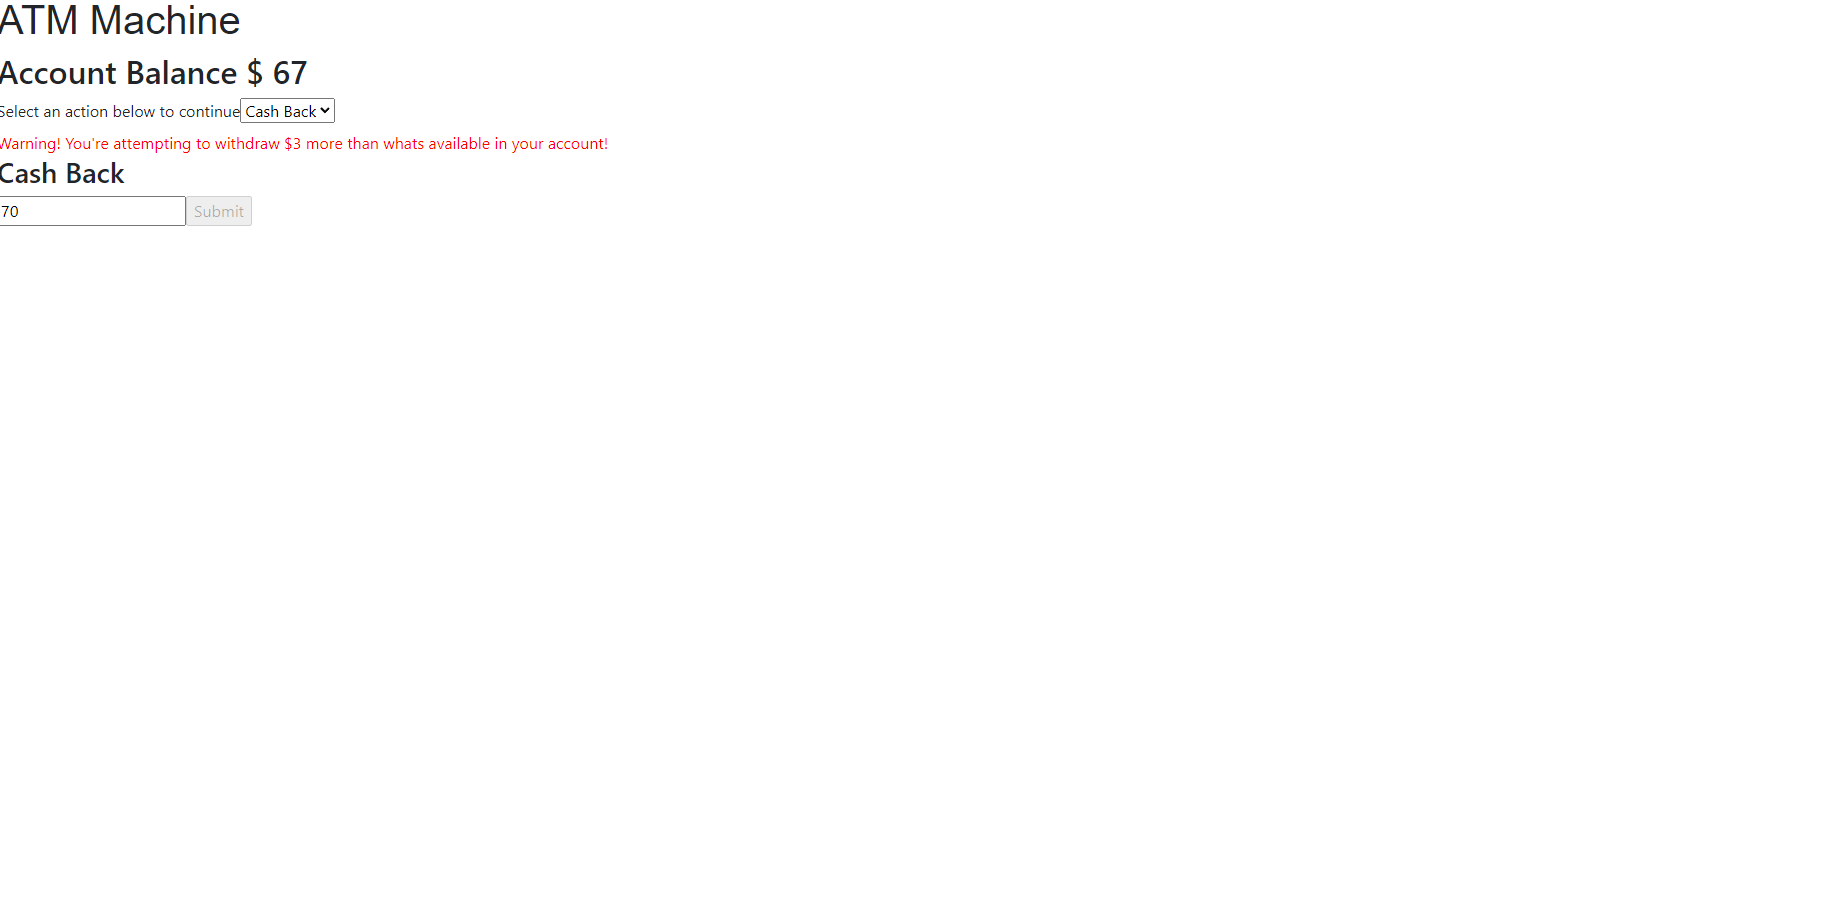 ATM Machine
Account Balance $ 67
Select an action below to continue Cash Back
Warning! You're attempting to withdraw $3 more than whats available in your account!
Cash Back
70 Submit